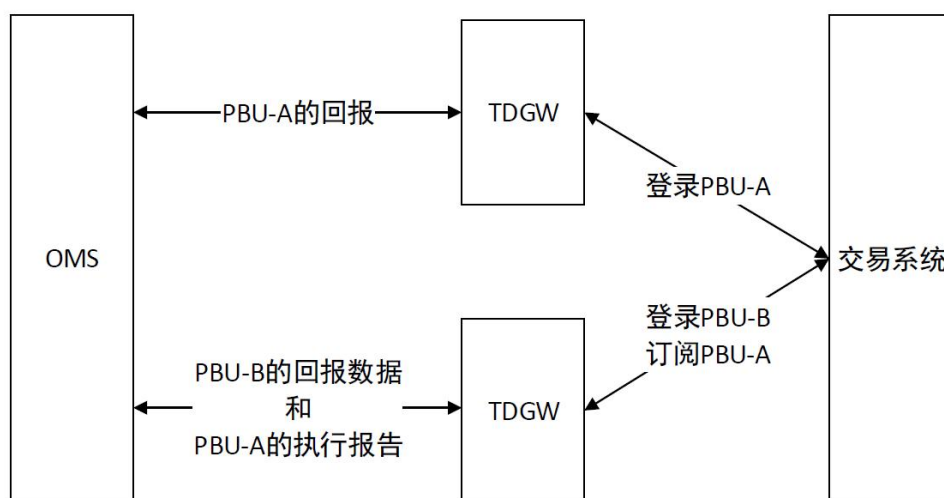 PBU-A的回报
TDGW
登录PBU-A
OMS
交易系统
登录PBU-B
订阅PBU-A
PBU-B的回报数据
和
PBU-A的执行报告
TDGW